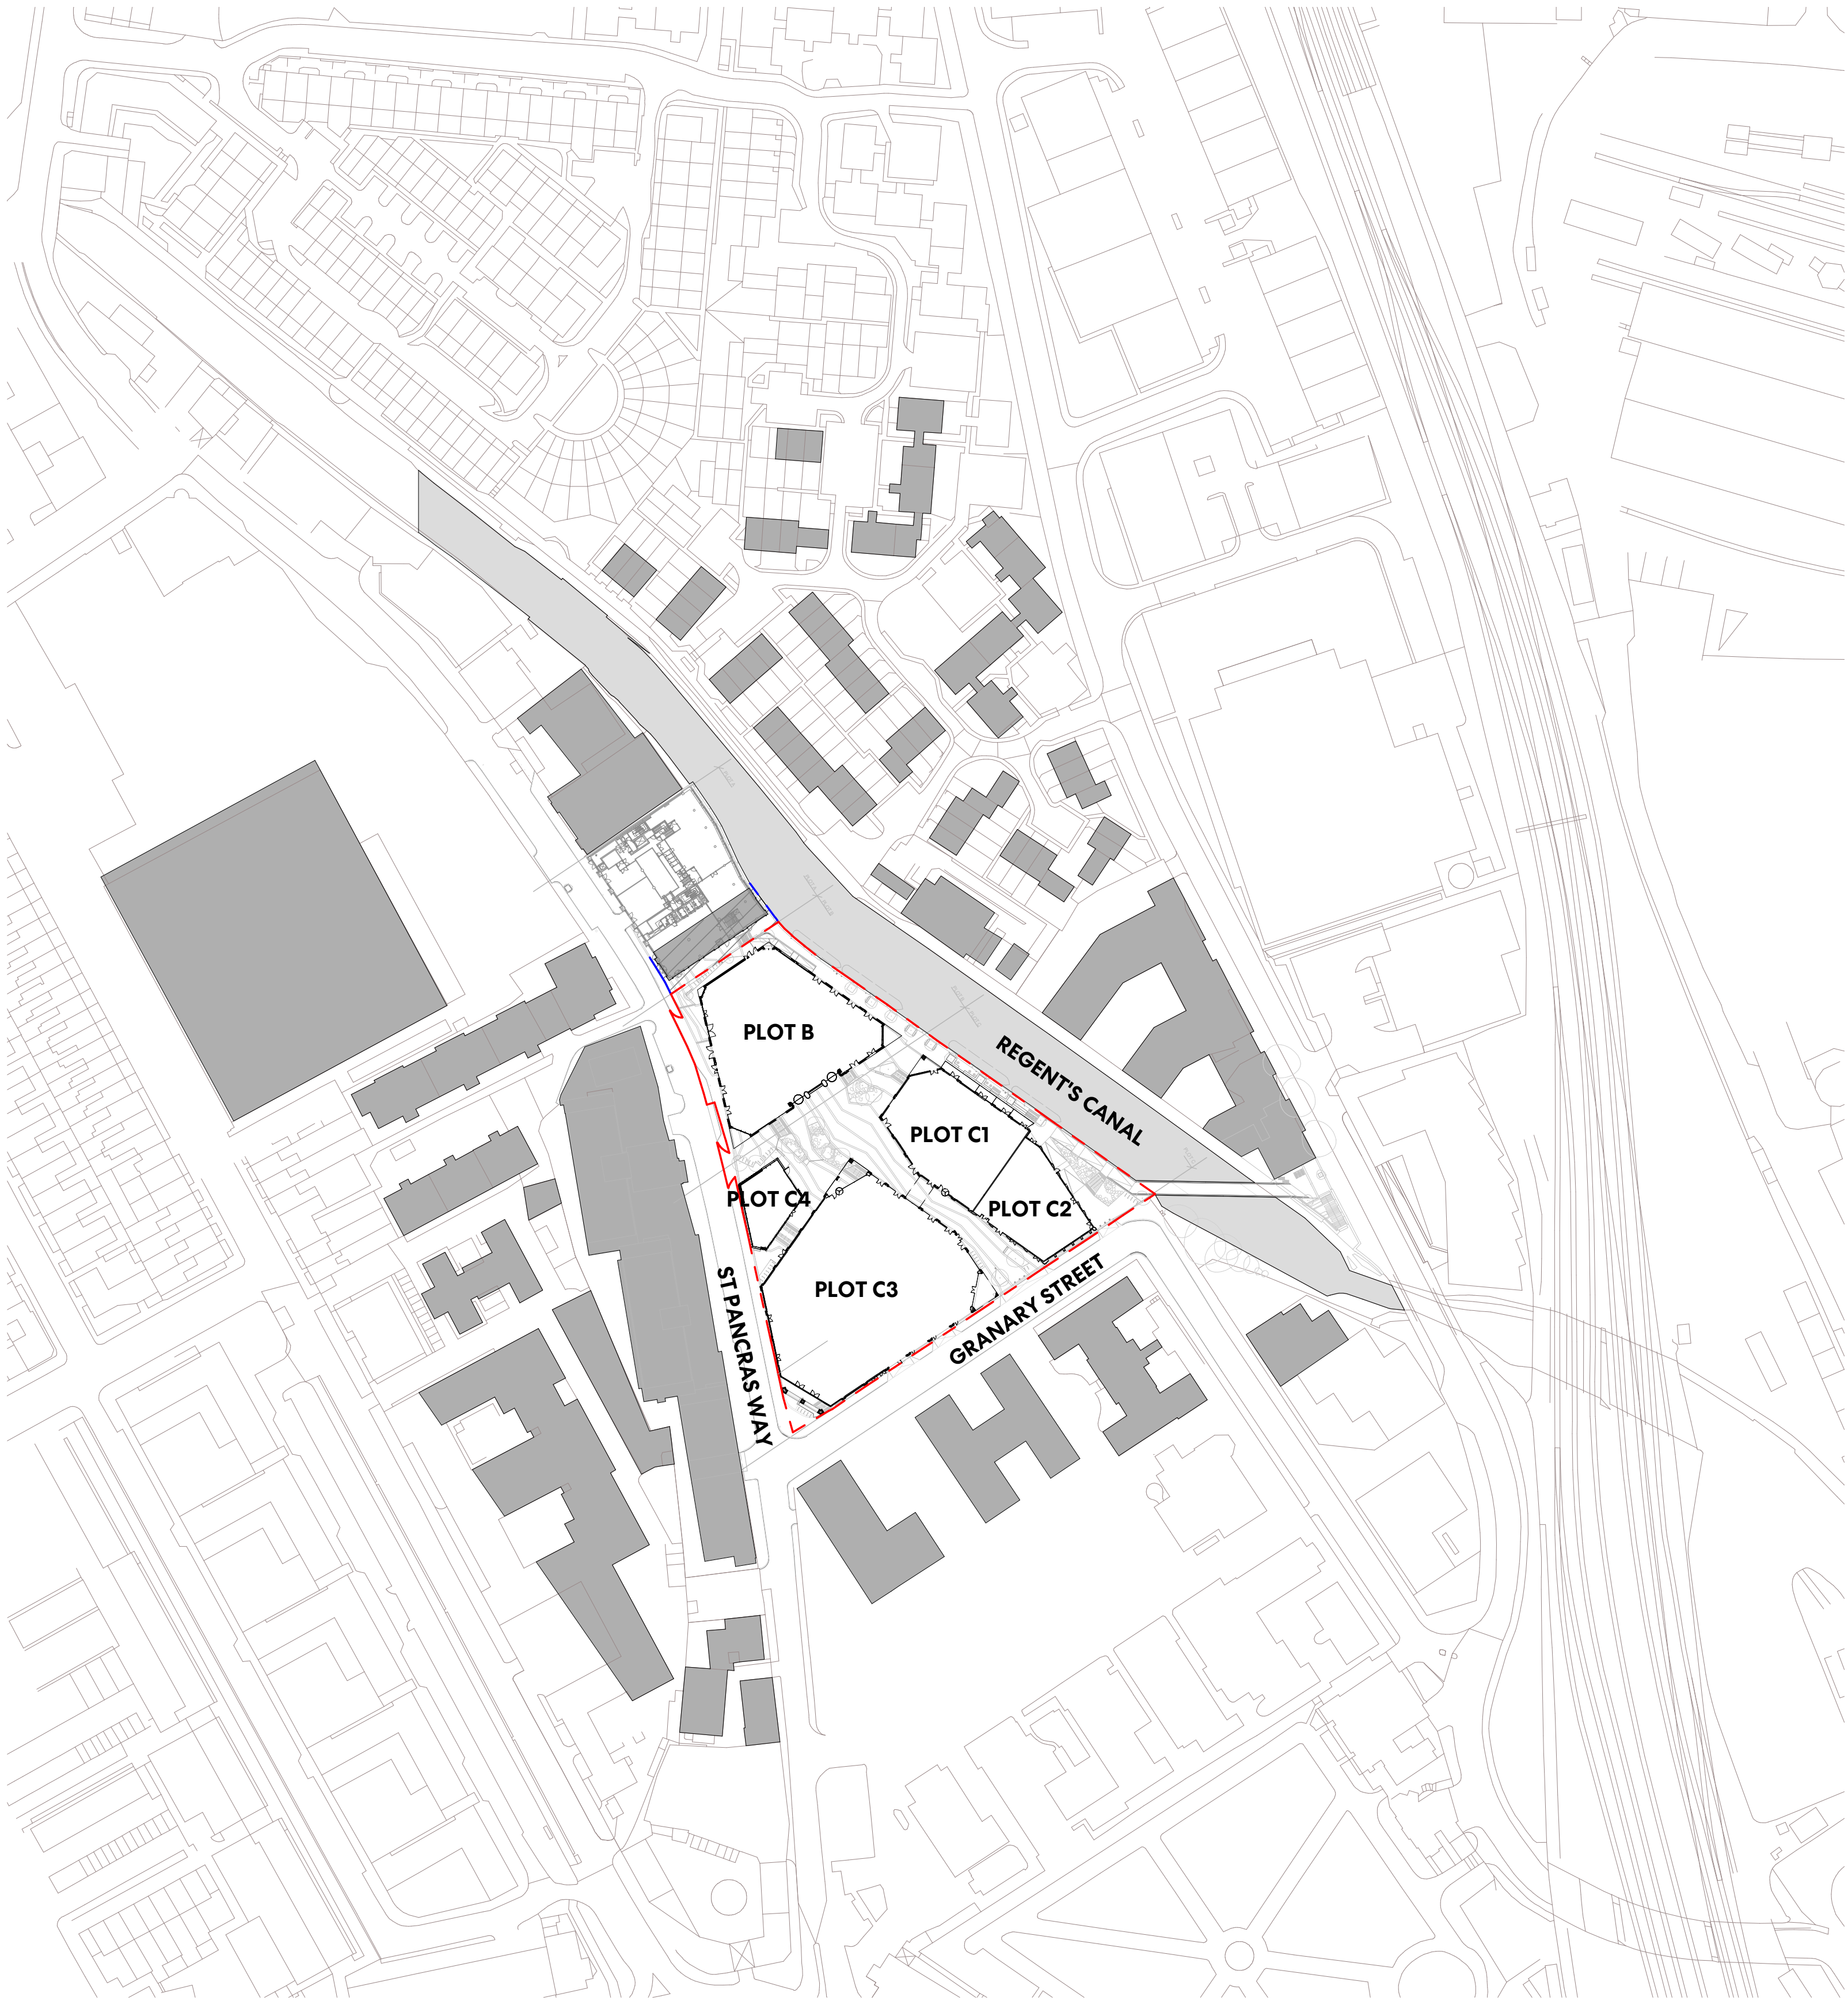 PLOT B
REGENT'S CANAL
PLOT C1
PLOT C4
PLOT C2
PLOT C3
ST PANCRAS WAY
GRANARY STREET